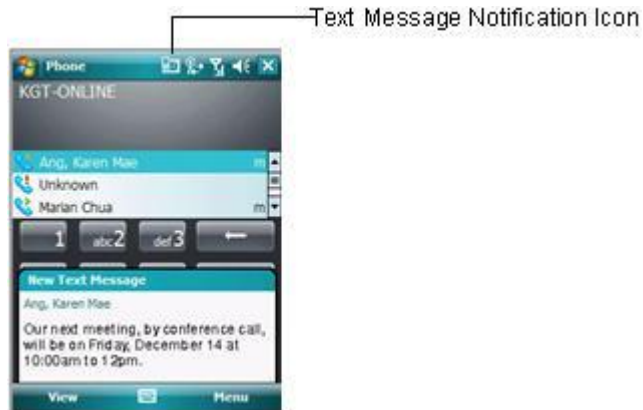 Text Message Notification Icon
Phone
KGT-ONLINE
Ang, Karen Mae m
Unknown
Marian Chua m
1 abc2 def3
New Text Message
Ang, Karen Mae
Our next meeting, by conference call,
will be on Friday, December 14 at
10:00am to 12pm.
View Menu